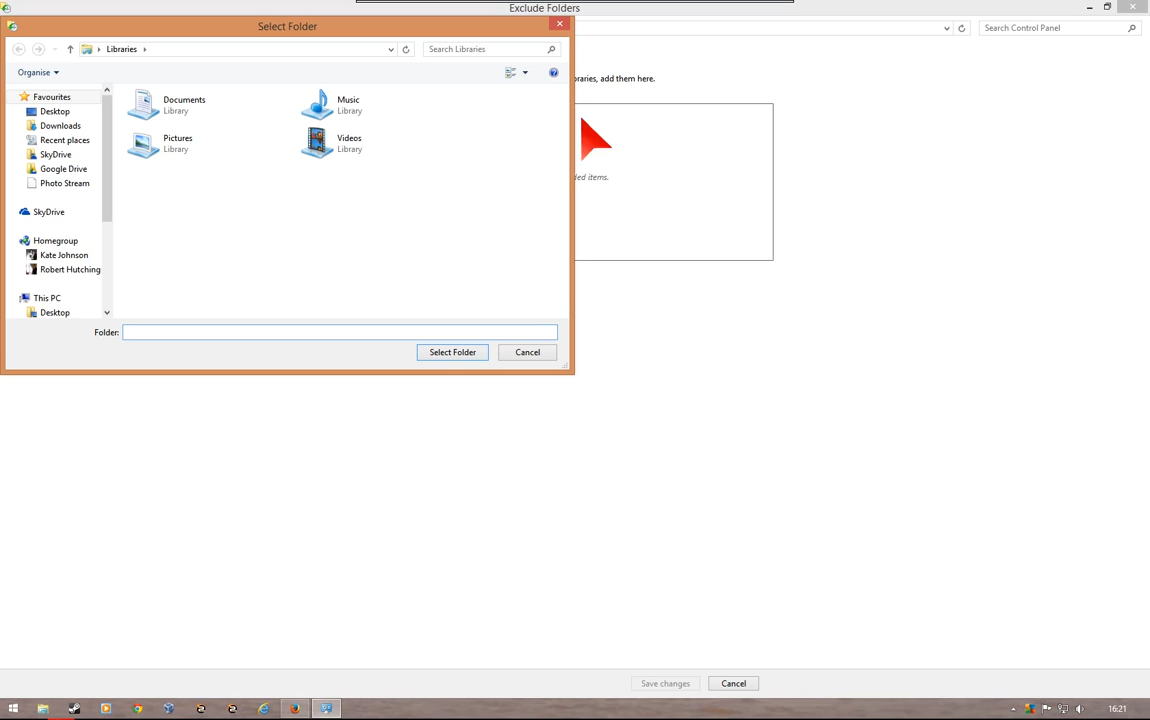 Exclude Folders
Select Folder
Libraries
Search Libraries
Search Control Panel
Organise
raries, add them here.
Favourites
Desktop
Downloads
Recent places
SkyDrive
Google Drive
Photo Stream
SkyDrive
Homegroup
Kate Johnson
Robert Hutching
This PC
Desktop
Documents
Library
Music
Library
Pictures
Library
Videos
Library
ded items.
Folder:
Select Folder
Cancel
Save changes
Cancel
16:21